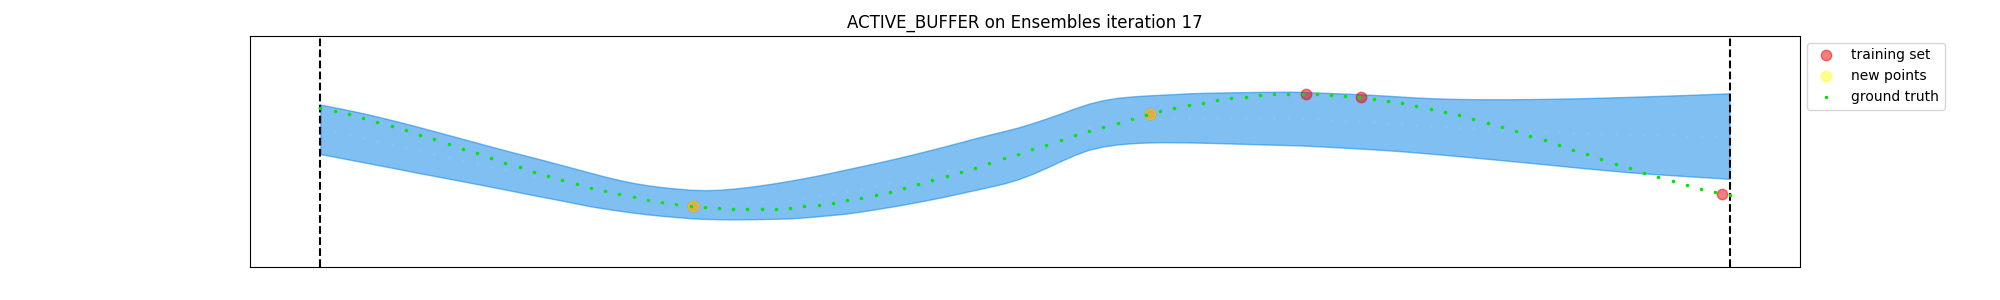 ACTIVE_BUFFER on Ensembles iteration 17
training set
new points
ground truth